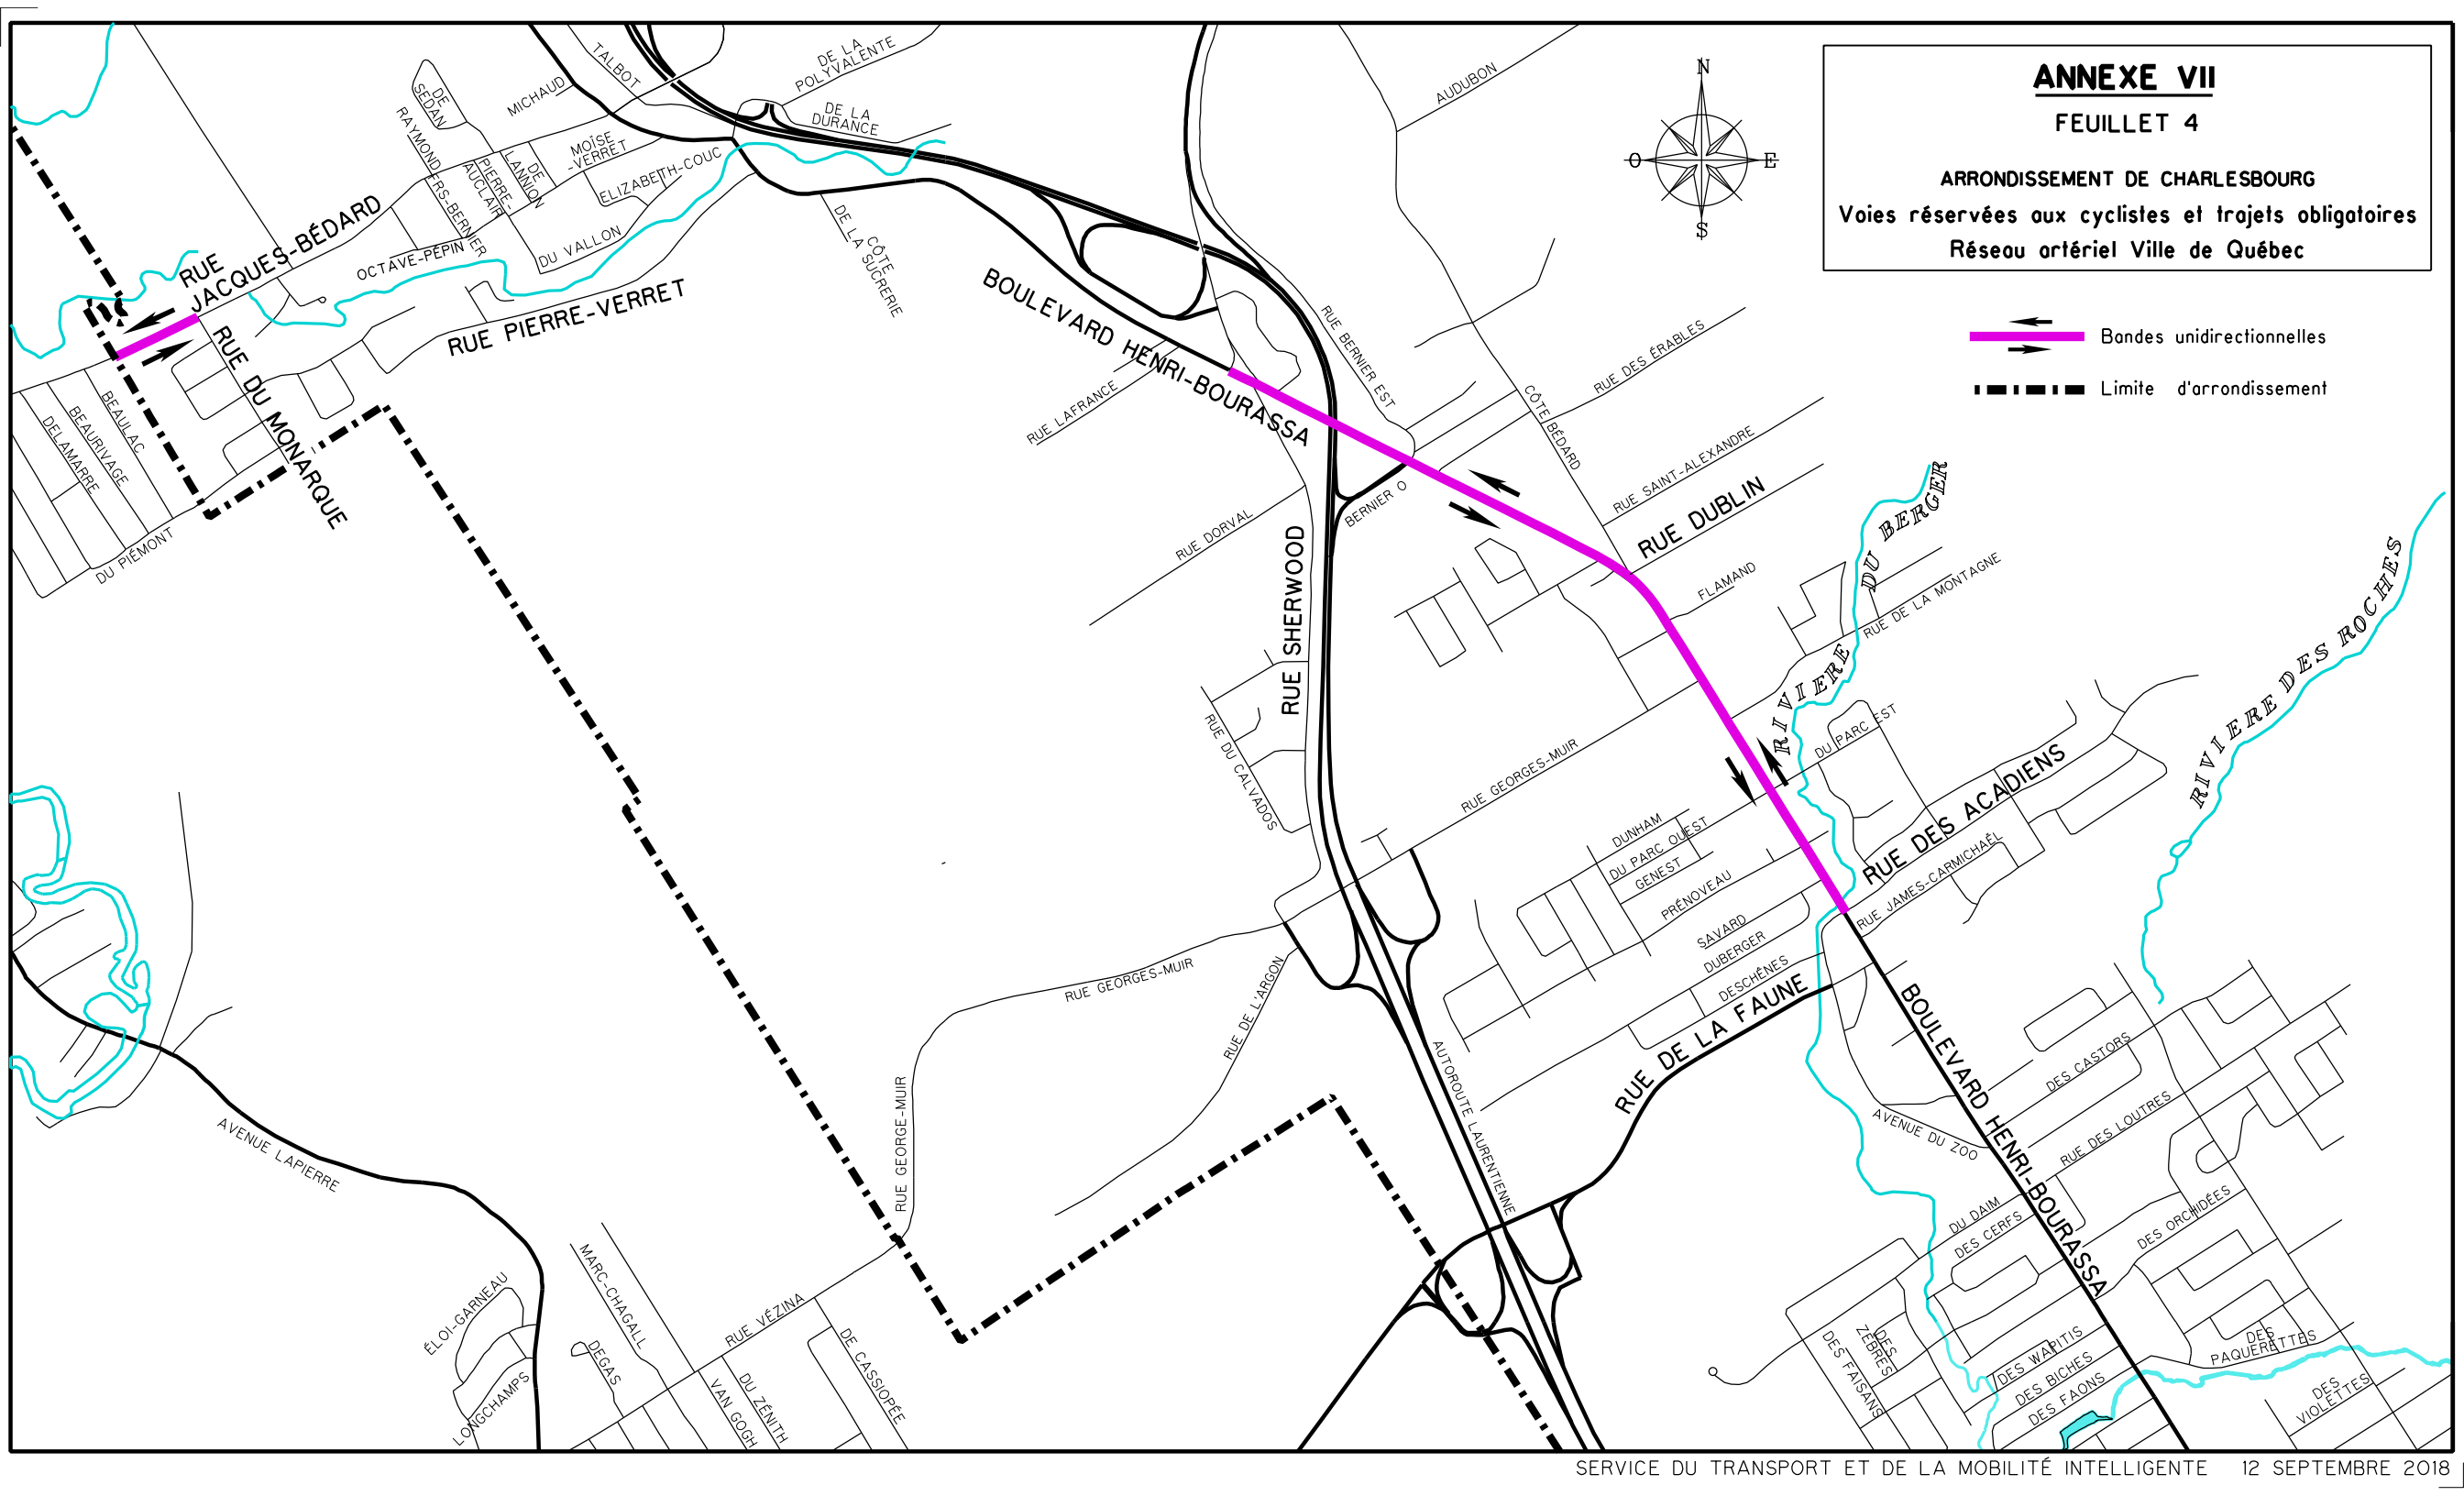 ANNEXE VII
FEUILLET 4
ARRONDISSEMENT DE CHARLESBOURG
Voies réservées aux cyclistes et trajets obligatoires
Réseau artériel Ville de Québec
N
O
E
S
Bandes unidirectionnelles
Limite d'arrondissement
TALBOT
DE LA
POLYVALENTE
DE LA
DURANCE
MICHAUD
DE
SEDAN
RAYMOND
ERS-BERNIER
MOÏSE
-VERRET
DE
LANNION
PIERRE-
AUCLAIR
ELIZABETH-COUC
DU VALLON
OCTAVE-PÉPIN
RUE
JACQUES-BÉDARD
RUE PIERRE-VERRET
RUE DU MONARQUE
BEAULAC
BEAURIVAGE
DELAMARRE
DU PIÉMONT
CÔTE
DE LA SUCRERIE
BOULEVARD HENRI-BOURASSA
AUDUBON
RUE BERNIER EST
RUE LAFRANCE
RUE DES ÉRABLES
CÔTE BÉDARD
RUE SAINT-ALEXANDRE
RUE DUBLIN
BERNIER O
RUE DORVAL
RUE SHERWOOD
FLAMAND
RIVIERE DU BERGER
RUE DE LA MONTAGNE
RIVIERE DES ROCHES
RUE DU CALVADOS
RUE GEORGES-MUIR
DU PARC EST
RUE DES ACADIENS
RUE JAMES-CARMICHAËL
DUNHAM
DU PARC OUEST
GENEST
PRÉNOVEAU
SAVARD
DUBERGER
DESCHÊNES
RUE DE LA FAUNE
RUE GEORGES-MUIR
RUE DE L'ARGON
RUE GEORGE-MUIR
AUTOROUTE LAURENTIENNE
BOULEVARD HENRI-BOURASSA
AVENUE DU ZOO
DES CASTORS
RUE DES LOUTRES
DU DAIM
DES CERFS
DES ORCHIDÉES
AVENUE LAPIERRE
ÉLOI-GARNEAU
LONGCHAMPS
MARC-CHAGALL
DEGAS
RUE VÉZINA
VAN GOGH
DU ZÉNITH
DE CASSIOPÉE
DES FAISANS
DES
ZÈBRES
DES WAPITIS
DES BICHES
DES FAONS
DES
PAQUERETTES
DES
VIOLETTES
SERVICE DU TRANSPORT ET DE LA MOBILITÉ INTELLIGENTE 12 SEPTEMBRE 2018